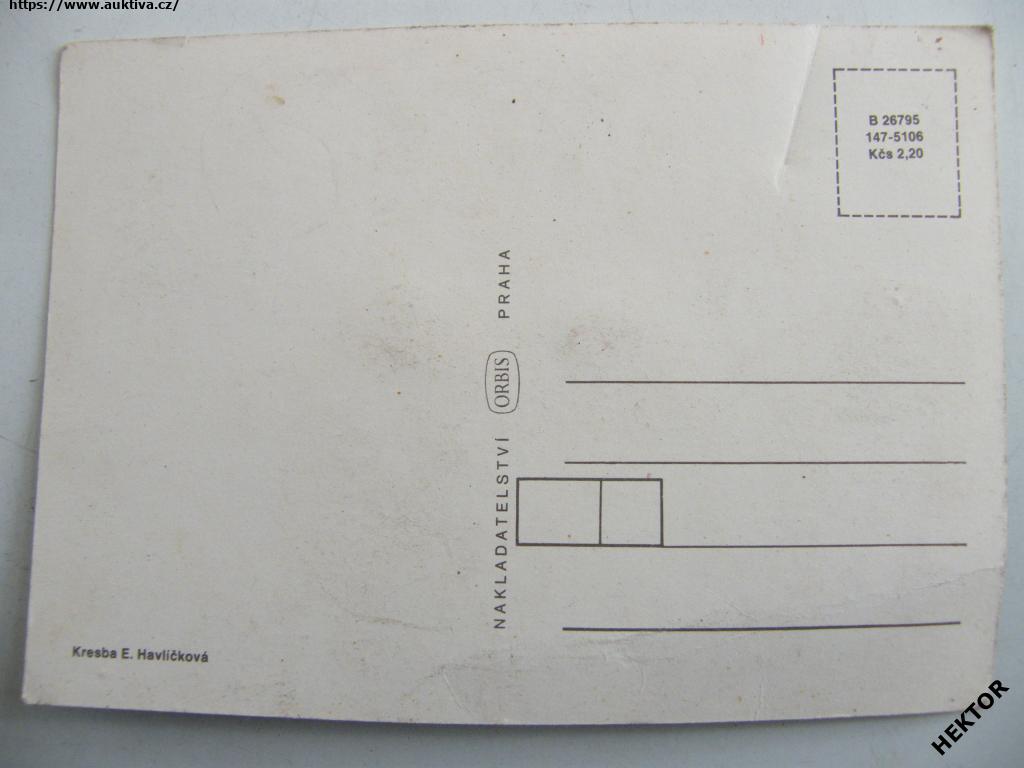 https://www.auktiva.cz/
B 26795
147-5106
Kčs 2,20
NAKLADATELSTVÍ ORBIS PRAHA
Kresba E. Havlíčková
HEKTOR